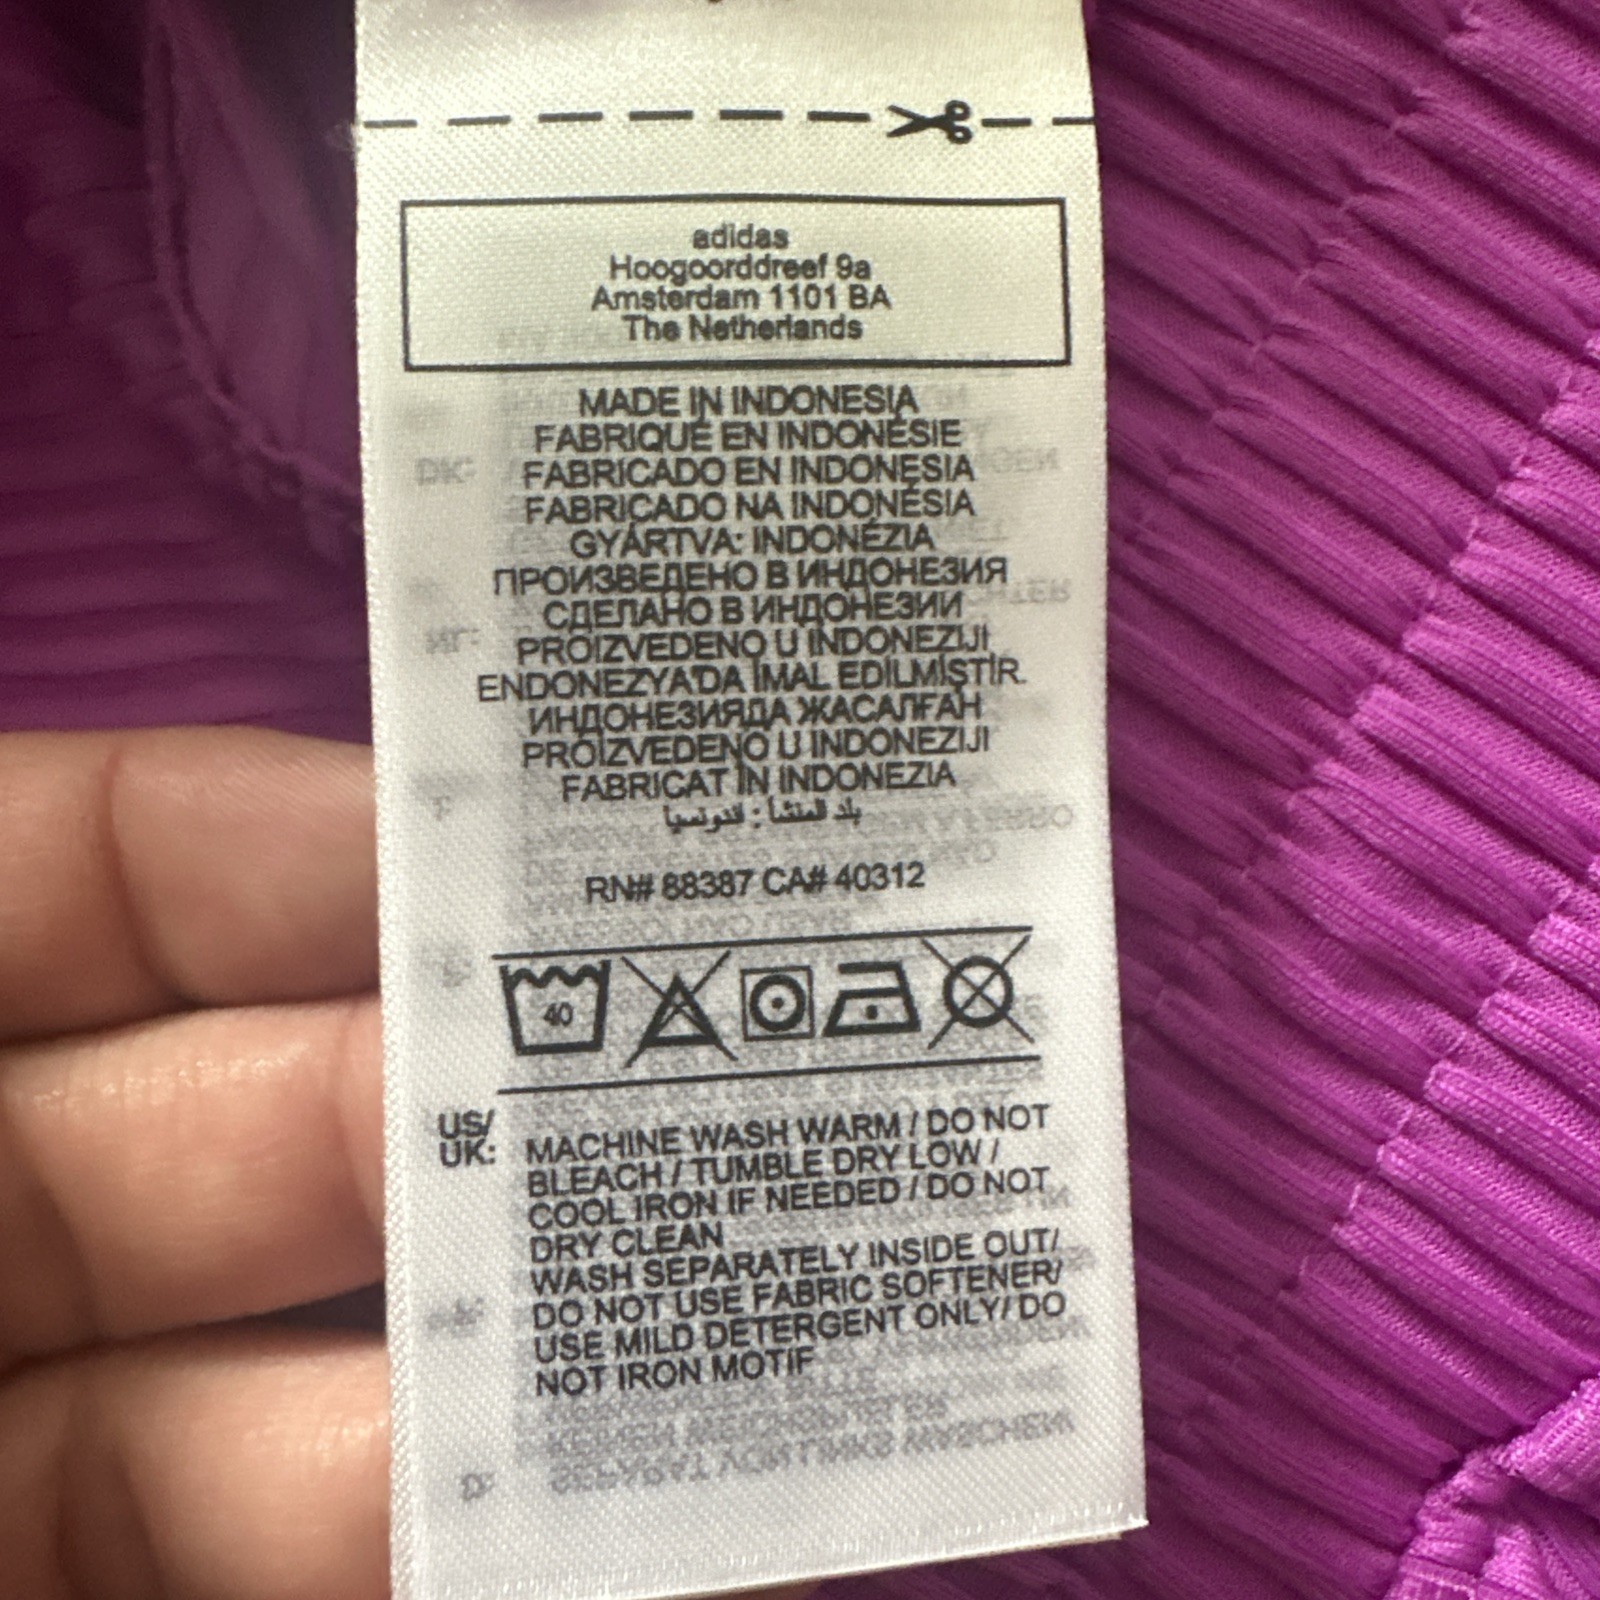 adidas
Hoogoorddreef 9a
Amsterdam 1101 BA
The Netherlands
MADE IN INDONESIA
FABRIQUÉ EN INDONÉSIE
FABRICADO EN INDONESIA
FABRICADO NA INDONÉSIA
GYÁRTVA: INDONÉZIA
ПРОИЗВЕДЕНО В ИНДОНЕЗИЯ
СДЕЛАНО В ИНДОНЕЗИИ
PROIZVEDENO U INDONEZIJI
ENDONEZYA'DA İMAL EDİLMİŞTİR.
ИНДОНЕЗИЯДА ЖАСАЛҒАН
PROIZVEDENO U INDONEZIJI
FABRICAT ÎN INDONEZIA
بلد المنشأ : اندونسيا
RN# 88387 CA# 40312
40
US/
UK: MACHINE WASH WARM / DO NOT
BLEACH / TUMBLE DRY LOW /
COOL IRON IF NEEDED / DO NOT
DRY CLEAN
WASH SEPARATELY INSIDE OUT/
DO NOT USE FABRIC SOFTENER/
USE MILD DETERGENT ONLY/ DO
NOT IRON MOTIF